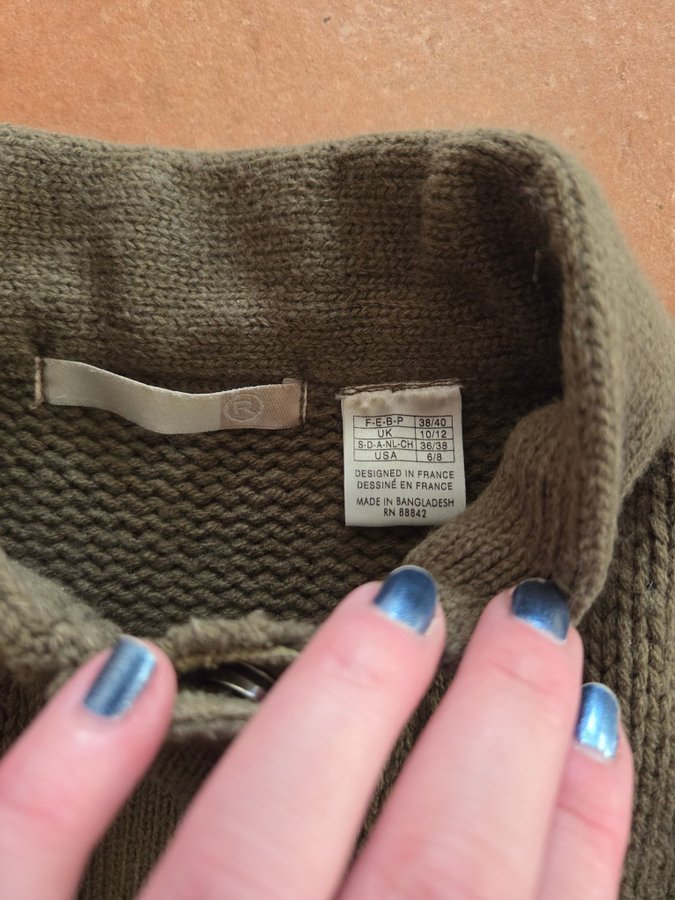 R
F-E-B-P 38/40
UK 10/12
S-D-A-NL-CH 36/38
USA 6/8
DESIGNED IN FRANCE
DESSINÉ EN FRANCE
MADE IN BANGLADESH
RN 88842